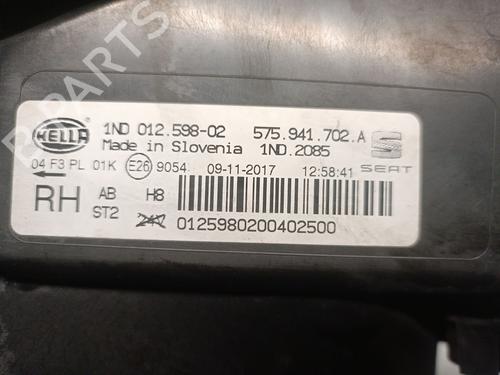 B-PARTS
HELLA
1ND 012.598-02 575.941.702.A
Made in Slovenia 1ND.2085
04 F3 PL 01K E26 9054 09-11-2017 12:58:41 SEAT
RH AB H8
ST2 24V
0125980200402500